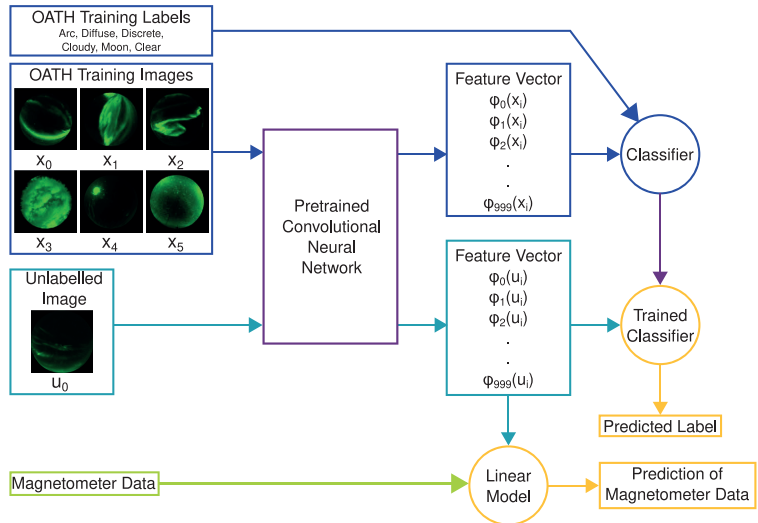 OATH Training Labels
Arc, Diffuse, Discrete,
Cloudy, Moon, Clear
OATH Training Images
x0
x1
x2
x3
x4
x5
Unlabelled
Image
u0
Magnetometer Data
Pretrained
Convolutional
Neural
Network
Feature Vector
φ0(xi)
φ1(xi)
φ2(xi)
.
.
φ999(xi)
Feature Vector
φ0(ui)
φ1(ui)
φ2(ui)
.
.
φ999(ui)
Classifier
Trained
Classifier
Predicted Label
Linear
Model
Prediction of
Magnetometer Data